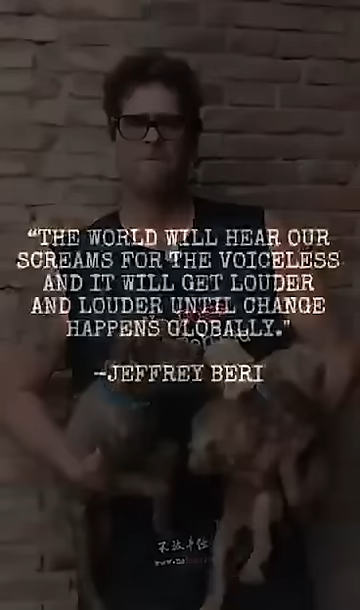 “THE WORLD WILL HEAR OUR
SCREAMS FOR THE VOICELESS
AND IT WILL GET LOUDER
AND LOUDER UNTIL CHANGE
HAPPENS GLOBALLY."
-JEFFREY BERI